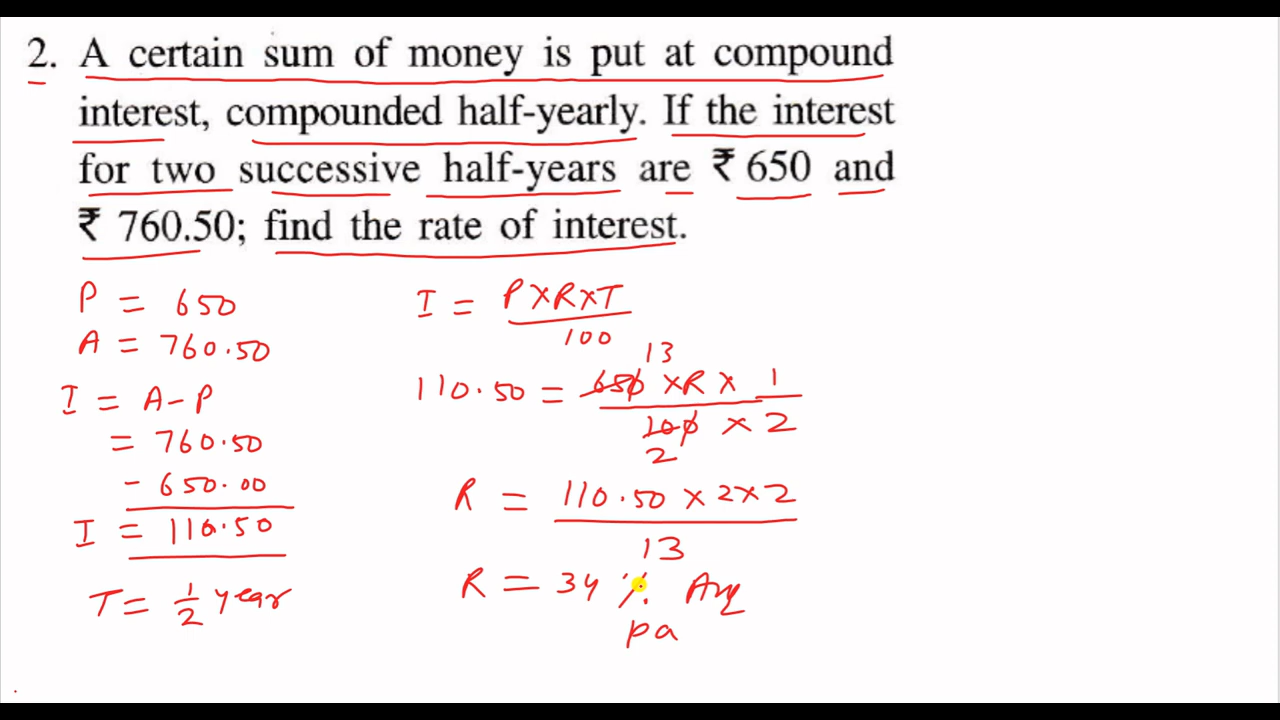 2. A certain sum of money is put at compound
interest, compounded half-yearly. If the interest
for two successive half-years are ₹ 650 and
₹ 760.50; find the rate of interest.
P = 650
A = 760.50
I = A - P
= 760.50
- 650.00
I = 110.50
T = 1/2 year
I = P X R X T / 100
13
110.50 = 650 X R X 1 / 100 X 2
2
R = 110.50 X 2 X 2 / 13
R = 34 %. Ans
pa